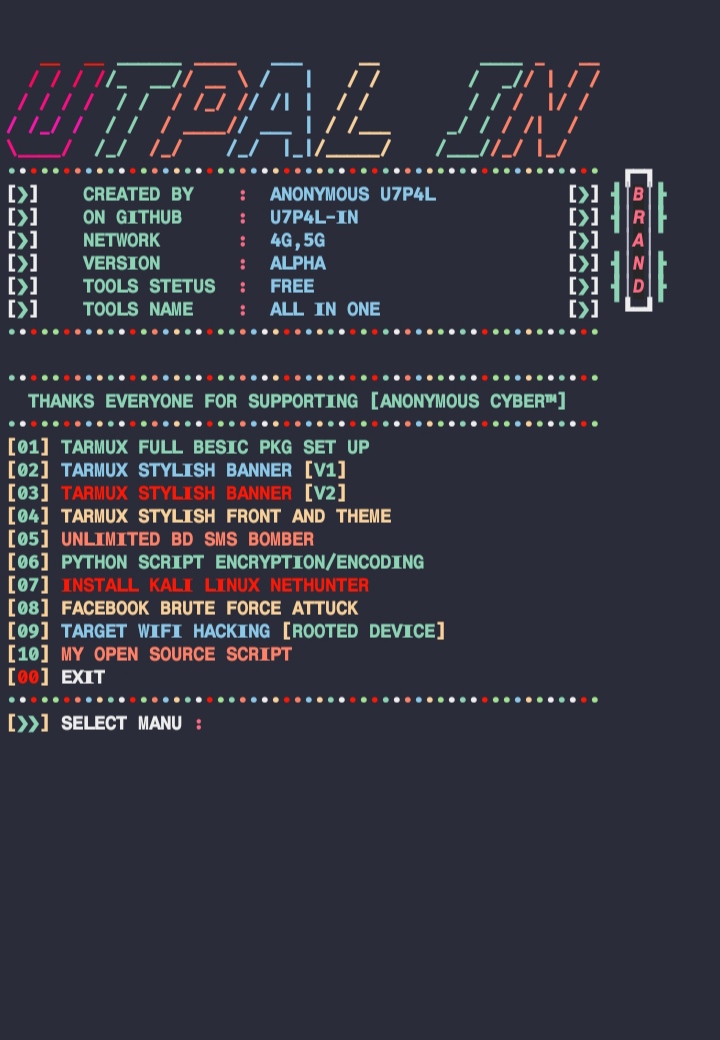 UTPAL IN
[❯] CREATED BY : ANONYMOUS U7P4L [❯]
[❯] ON GITHUB : U7P4L-IN [❯]
[❯] NETWORK : 4G,5G [❯]
[❯] VERSION : ALPHA [❯]
[❯] TOOLS STETUS : FREE [❯]
[❯] TOOLS NAME : ALL IN ONE [❯]
BRAND
THANKS EVERYONE FOR SUPPORTING [ANONYMOUS CYBER™]
[01] TARMUX FULL BESIC PKG SET UP
[02] TARMUX STYLISH BANNER [V1]
[03] TARMUX STYLISH BANNER [V2]
[04] TARMUX STYLISH FRONT AND THEME
[05] UNLIMITED BD SMS BOMBER
[06] PYTHON SCRIPT ENCRYPTION/ENCODING
[07] INSTALL KALI LINUX NETHUNTER
[08] FACEBOOK BRUTE FORCE ATTUCK
[09] TARGET WIFI HACKING [ROOTED DEVICE]
[10] MY OPEN SOURCE SCRIPT
[00] EXIT
[❯❯] SELECT MANU :